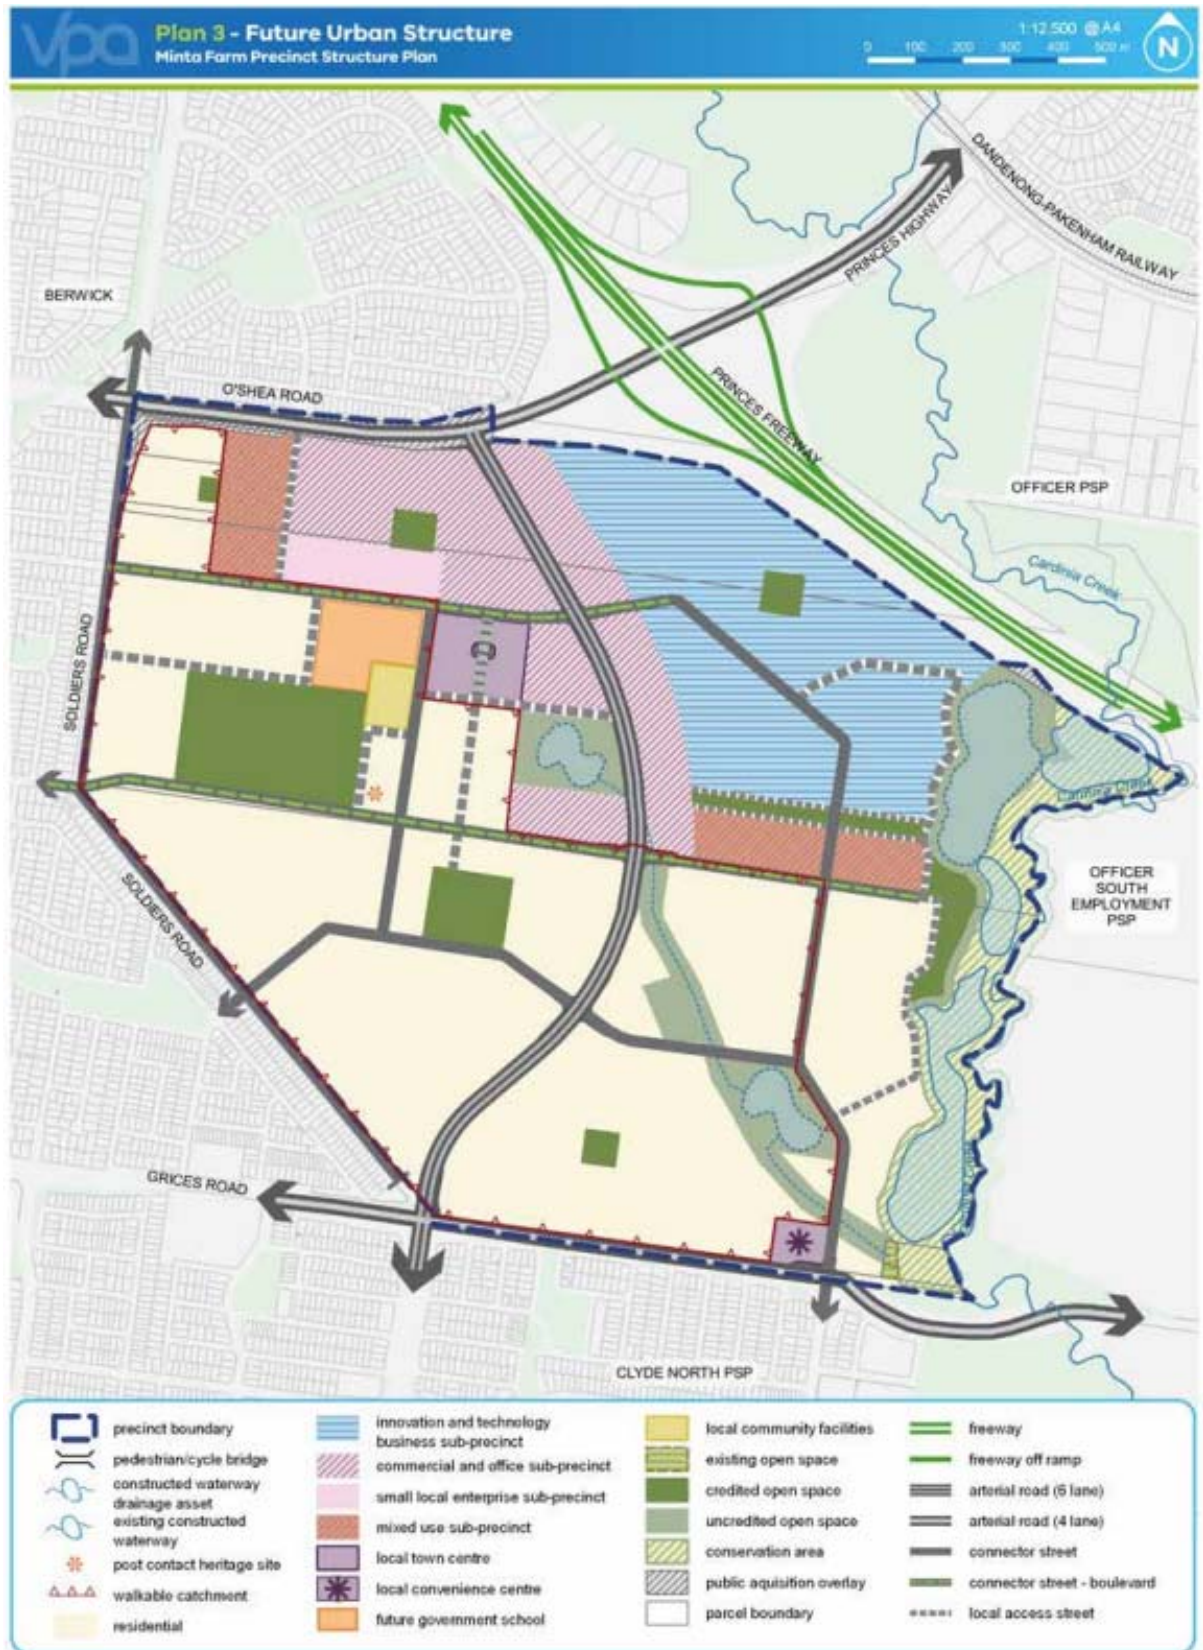 vpa
Plan 3 - Future Urban Structure
Minta Farm Precinct Structure Plan
1:12,500 @ A4
0 100 200 300 400 500 m
N
DANDENONG-PAKENHAM RAILWAY
PRINCES HIGHWAY
BERWICK
O'SHEA ROAD
PRINCES FREEWAY
OFFICER PSP
Cardinia Creek
SOLDIERS ROAD
Cardinia Creek
OFFICER
SOUTH
EMPLOYMENT
PSP
SOLDIERS ROAD
GRICES ROAD
CLYDE NORTH PSP
precinct boundary
pedestrian/cycle bridge
constructed waterway
drainage asset
existing constructed
waterway
post contact heritage site
walkable catchment
residential
innovation and technology
business sub-precinct
commercial and office sub-precinct
small local enterprise sub-precinct
mixed use sub-precinct
local town centre
local convenience centre
future government school
local community facilities
existing open space
credited open space
uncredited open space
conservation area
public aquisition overlay
parcel boundary
freeway
freeway off ramp
arterial road (6 lane)
arterial road (4 lane)
connector street
connector street - boulevard
local access street